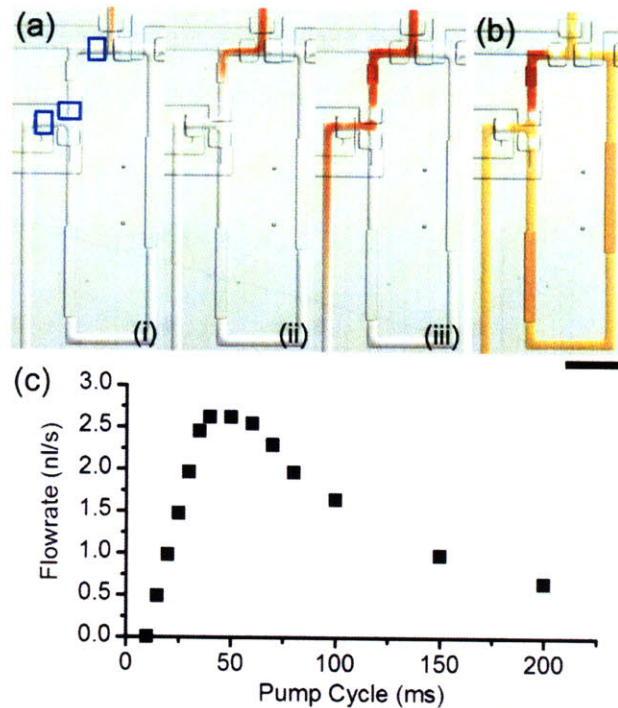 (a)
(b)
(i)
(ii)
(iii)
(c)
3.0
2.5
2.0
1.5
1.0
0.5
0.0
Flowrate (nl/s)
0 50 100 150 200
Pump Cycle (ms)